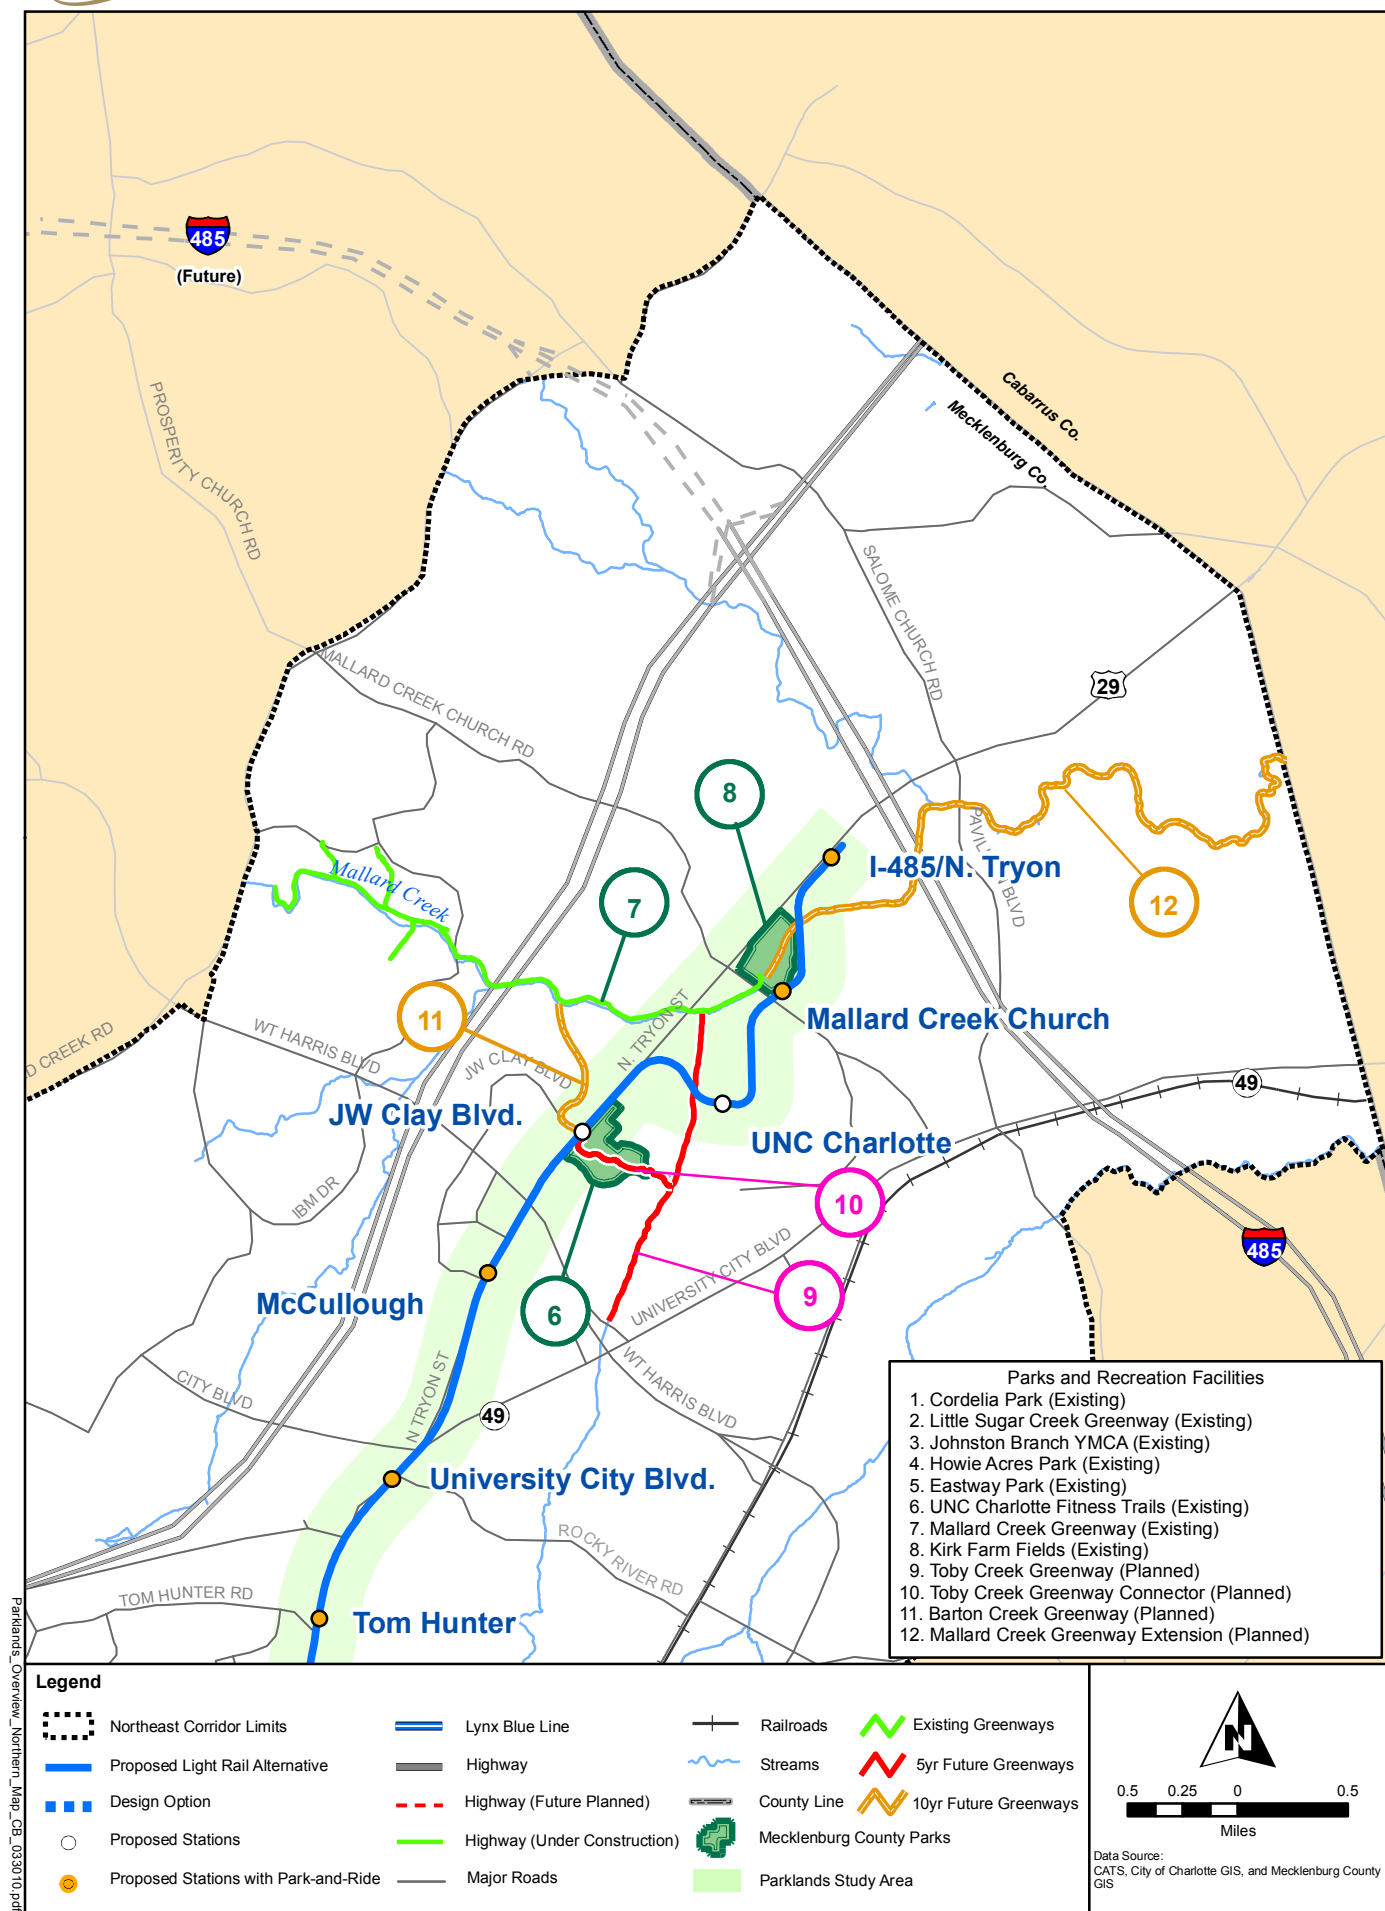 485
(Future)
Cabarrus Co.
Mecklenburg Co.
PROSPERITY CHURCH RD
SALOME CHURCH RD
MALLARD CREEK CHURCH RD
29
8
I-485/N. Tryon
PAVIL N BLVD
12
Mallard Creek
7
11
Mallard Creek Church
N. TRYON ST
D CREEK RD
WT HARRIS BLVD
JW CLAY BLVD
49
JW Clay Blvd.
UNC Charlotte
IBM DR
10
485
UNIVERSITY CITY BLVD
McCullough
6
9
CITY BLVD
N TRYON ST
WT HARRIS BLVD
49
University City Blvd.
ROCKY RIVER RD
TOM HUNTER RD
Tom Hunter
Parks and Recreation Facilities
1. Cordelia Park (Existing)
2. Little Sugar Creek Greenway (Existing)
3. Johnston Branch YMCA (Existing)
4. Howie Acres Park (Existing)
5. Eastway Park (Existing)
6. UNC Charlotte Fitness Trails (Existing)
7. Mallard Creek Greenway (Existing)
8. Kirk Farm Fields (Existing)
9. Toby Creek Greenway (Planned)
10. Toby Creek Greenway Connector (Planned)
11. Barton Creek Greenway (Planned)
12. Mallard Creek Greenway Extension (Planned)
Parklands_Overview_Northern_Map_CB_033010.pdf
Legend
Northeast Corridor Limits
Proposed Light Rail Alternative
Design Option
Proposed Stations
Proposed Stations with Park-and-Ride
Lynx Blue Line
Highway
Highway (Future Planned)
Highway (Under Construction)
Major Roads
Railroads
Streams
County Line
Mecklenburg County Parks
Parklands Study Area
Existing Greenways
5yr Future Greenways
10yr Future Greenways
N
0.5 0.25 0 0.5
Miles
Data Source:
CATS, City of Charlotte GIS, and Mecklenburg County
GIS